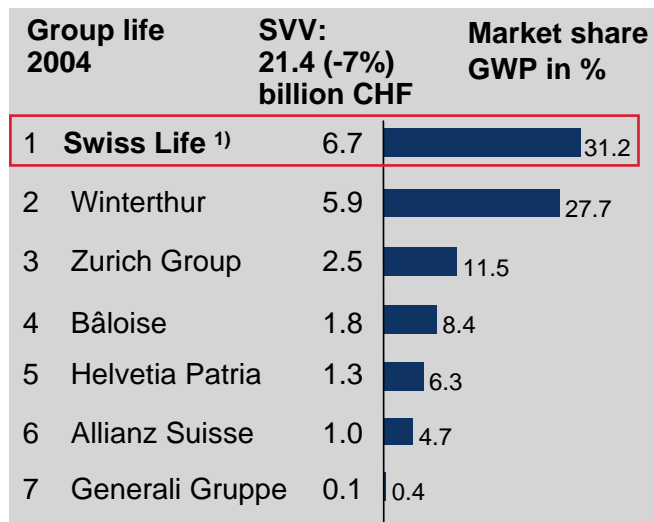 Group life 2004
SVV: 21.4 (-7%) billion CHF
Market share GWP in %
1 Swiss Life 1) 6.7 31.2
2 Winterthur 5.9 27.7
3 Zurich Group 2.5 11.5
4 Bâloise 1.8 8.4
5 Helvetia Patria 1.3 6.3
6 Allianz Suisse 1.0 4.7
7 Generali Gruppe 0.1 0.4